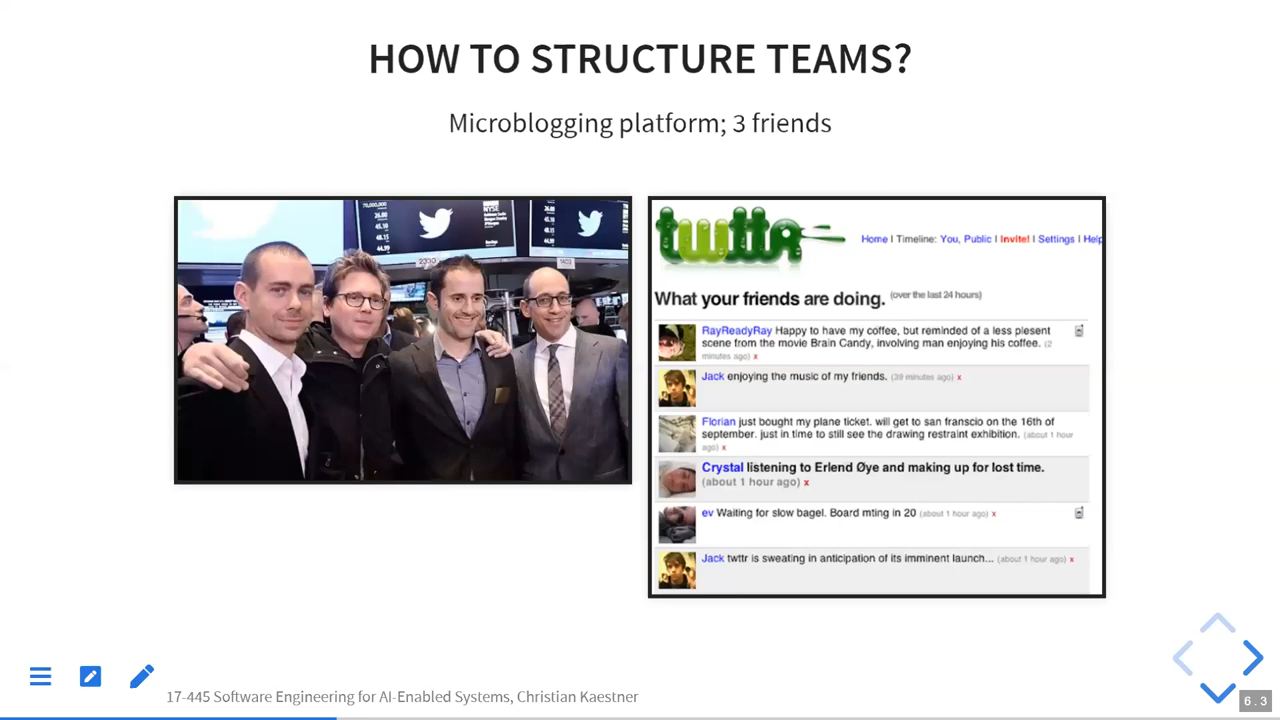 HOW TO STRUCTURE TEAMS?
Microblogging platform; 3 friends
NYSE
twttr
Home | Timeline: You, Public | Invite! | Settings | Help
What your friends are doing. (over the last 24 hours)
RayReadyRay Happy to have my coffee, but reminded of a less plesent
scene from the movie Brain Candy, involving man enjoying his coffee. (2
minutes ago) x
Jack enjoying the music of my friends. (39 minutes ago) x
Florian just bought my plane ticket. will get to san franscio on the 16th of
september. just in time to still see the drawing restraint exhibition. (about 1 hour
ago) x
Crystal listening to Erlend Øye and making up for lost time.
(about 1 hour ago) x
ev Waiting for slow bagel. Board mting in 20 (about 1 hour ago) x
Jack twttr is sweating in anticipation of its imminent launch... (about 1 hour ago) x
17-445 Software Engineering for AI-Enabled Systems, Christian Kaestner
6.3